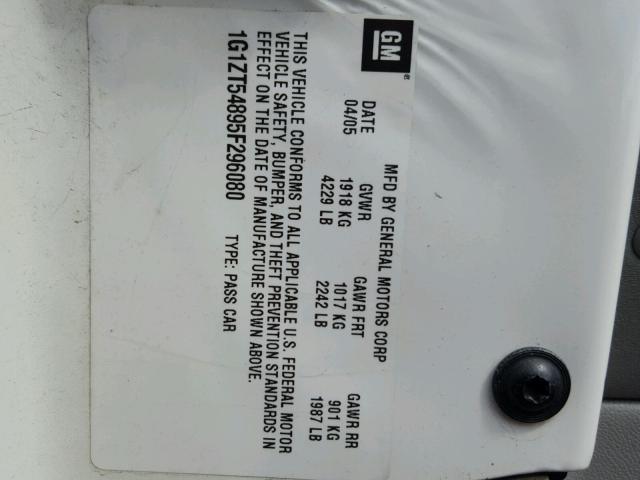 GM
MFD BY GENERAL MOTORS CORP
DATE GVWR GAWR FRT GAWR RR
04/05 1918 KG 1017 KG 901 KG
4229 LB 2242 LB 1987 LB
THIS VEHICLE CONFORMS TO ALL APPLICABLE U.S. FEDERAL MOTOR
VEHICLE SAFETY, BUMPER, AND THEFT PREVENTION STANDARDS IN
EFFECT ON THE DATE OF MANUFACTURE SHOWN ABOVE.
1G1ZT54895F296080 TYPE: PASS CAR